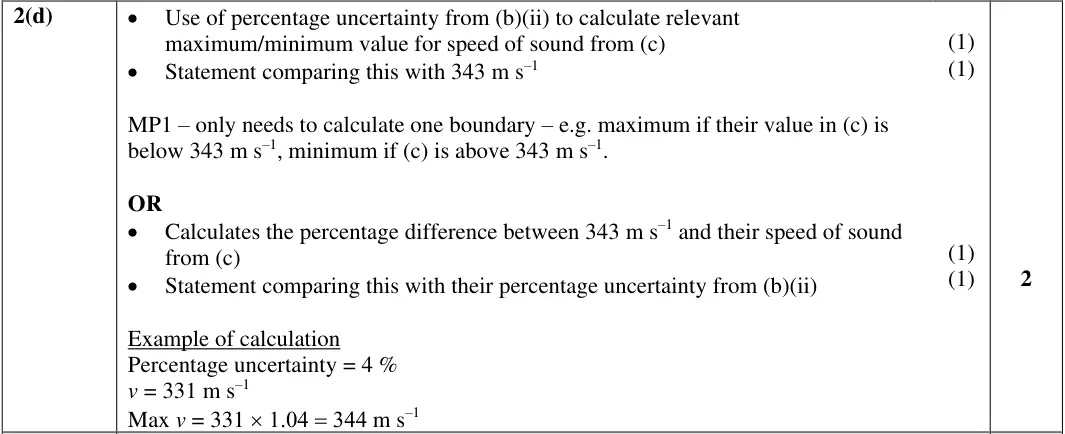 2(d)
• Use of percentage uncertainty from (b)(ii) to calculate relevant
maximum/minimum value for speed of sound from (c) (1)
• Statement comparing this with 343 m s⁻¹ (1)
MP1 – only needs to calculate one boundary – e.g. maximum if their value in (c) is
below 343 m s⁻¹, minimum if (c) is above 343 m s⁻¹.
OR
• Calculates the percentage difference between 343 m s⁻¹ and their speed of sound
from (c) (1)
• Statement comparing this with their percentage uncertainty from (b)(ii) (1) 2
Example of calculation
Percentage uncertainty = 4 %
v = 331 m s⁻¹
Max v = 331 × 1.04 = 344 m s⁻¹